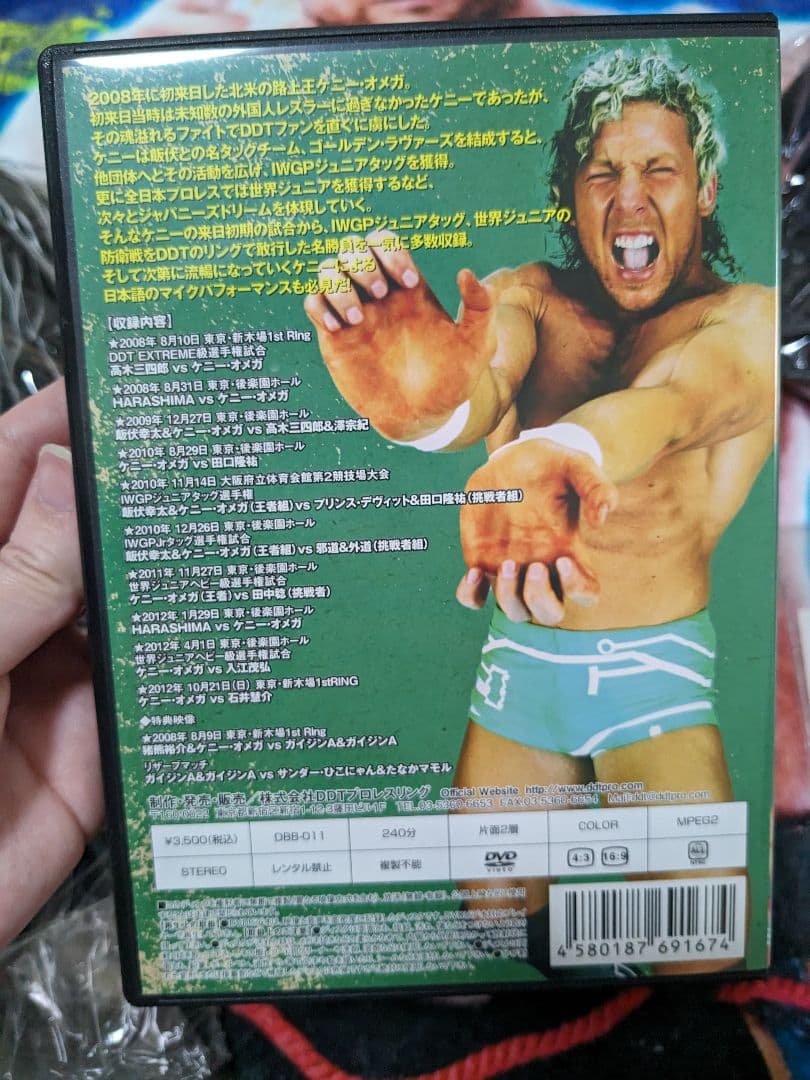 2008年に初来日した北米の路上王ケニー・オメガ。
初来日当時は未知数の外国人レスラーに過ぎなかったケニーであったが、
その魂溢れるファイトでDDTファンを直ぐに虜にした。
ケニーは飯伏との名タッグチーム、ゴールデン・ラヴァーズを結成すると、
他団体へとその活動を広げ、IWGPジュニアタッグを獲得。
更に全日本プロレスでは世界ジュニアを獲得するなど、
次々とジャパニーズドリームを体現していく。
そんなケニーの来日初期の試合から、IWGPジュニアタッグ、世界ジュニアの
防衛戦をDDTのリングで敢行した名勝負を一気に多数収録。
そして次第に流暢になっていくケニーによる
日本語のマイクパフォーマンスも必見だ!
【収録内容】
★2008年 8月10日 東京・新木場1st RIng
DDT EXTREME級選手権試合
高木三四郎 vs ケニー・オメガ
★2008年 8月31日 東京・後楽園ホール
HARASHIMA vs ケニー・オメガ
★2009年 12月27日 東京・後楽園ホール
飯伏幸太&ケニー・オメガ vs 高木三四郎&澤宗紀
★2010年 8月29日 東京・後楽園ホール
ケニー・オメガ vs 田口隆祐
★2010年 11月14日 大阪府立体育会館第2競技場大会
IWGPジュニアタッグ選手権
飯伏幸太&ケニー・オメガ(王者組) vs プリンス・デヴィット&田口隆祐(挑戦者組)
★2010年 12月26日 東京・後楽園ホール
IWGPJrタッグ選手権試合
飯伏幸太&ケニー・オメガ(王者組) vs 邪道&外道(挑戦者組)
★2011年 11月27日 東京・後楽園ホール
世界ジュニアヘビー級選手権試合
ケニー・オメガ(王者) vs 田中稔(挑戦者)
★2012年 1月29日 東京・後楽園ホール
HARASHIMA vs ケニー・オメガ
★2012年 4月1日 東京・後楽園ホール
世界ジュニアヘビー級選手権試合
ケニー・オメガ vs 入江茂弘
★2012年 10月21日(日) 東京・新木場1stRING
ケニー・オメガ vs 石井慧介
◆特典映像
★2008年 8月9日 東京・新木場1st Ring
猪熊裕介&ケニー・オメガ vs ガイジンA&ガイジンA
リザーブマッチ
ガイジンA&ガイジンA vs サンダー・ひこにゃん&たなかマモル
制作・発売・販売/株式会社DDTプロレスリング Official Website http://www.ddtpro.com/
〒160-0022 東京都新宿区新宿1-12-3 TEL.03-5360-6653 FAX.03-5360-6654 Mail:ddt@ddtpro.com
¥3,500(税込) DBB-011 240分 片面2層 COLOR MPEG2
STEREO レンタル禁止 複製不能 DVD VIDEO 4:3 16:9 ALL NTSC
4 580187 691674